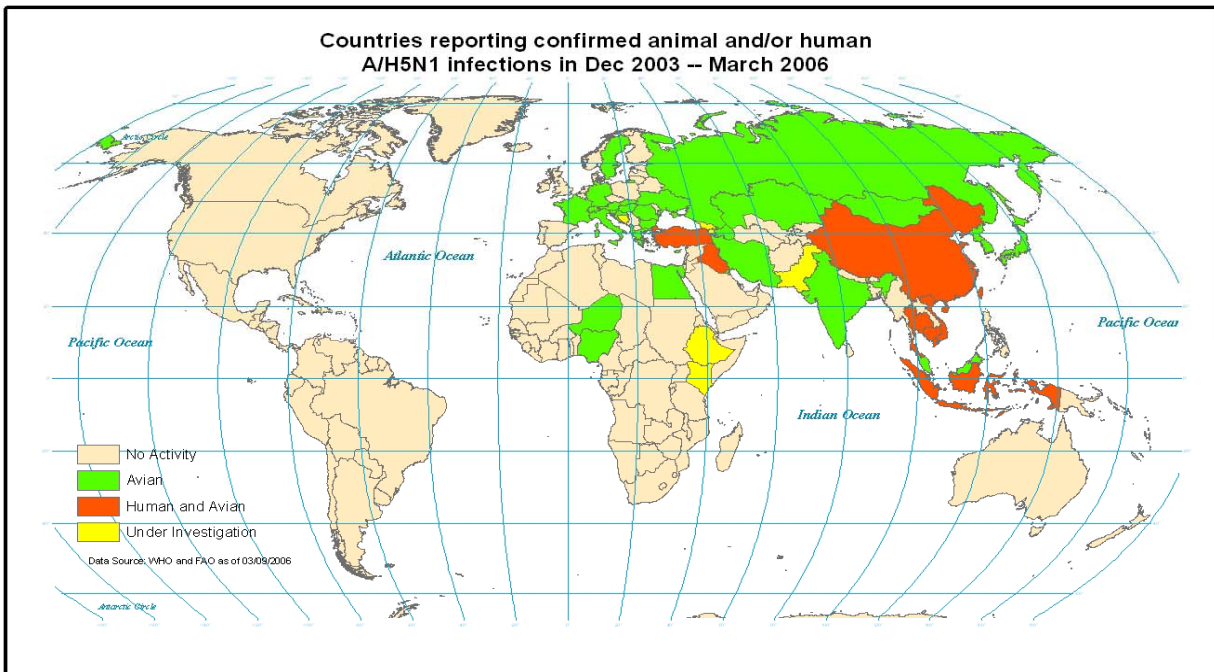 Countries reporting confirmed animal and/or human
A/H5N1 infections in Dec 2003 -- March 2006
Arctic Circle
Atlantic Ocean
Pacific Ocean
Pacific Ocean
Indian Ocean
No Activity
Avian
Human and Avian
Under Investigation
Data Source: WHO and FAO as of 03/09/2006
Antarctic Circle